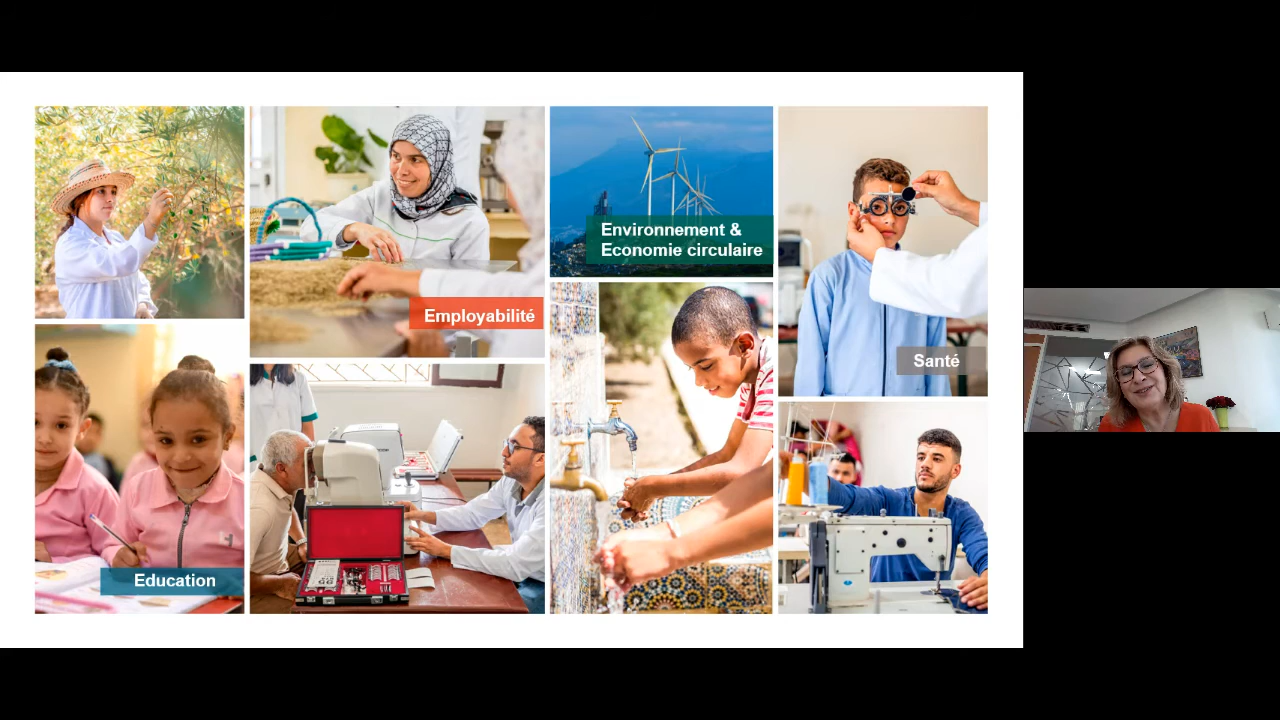 Environnement &
Economie circulaire
Employabilité
Santé
Education